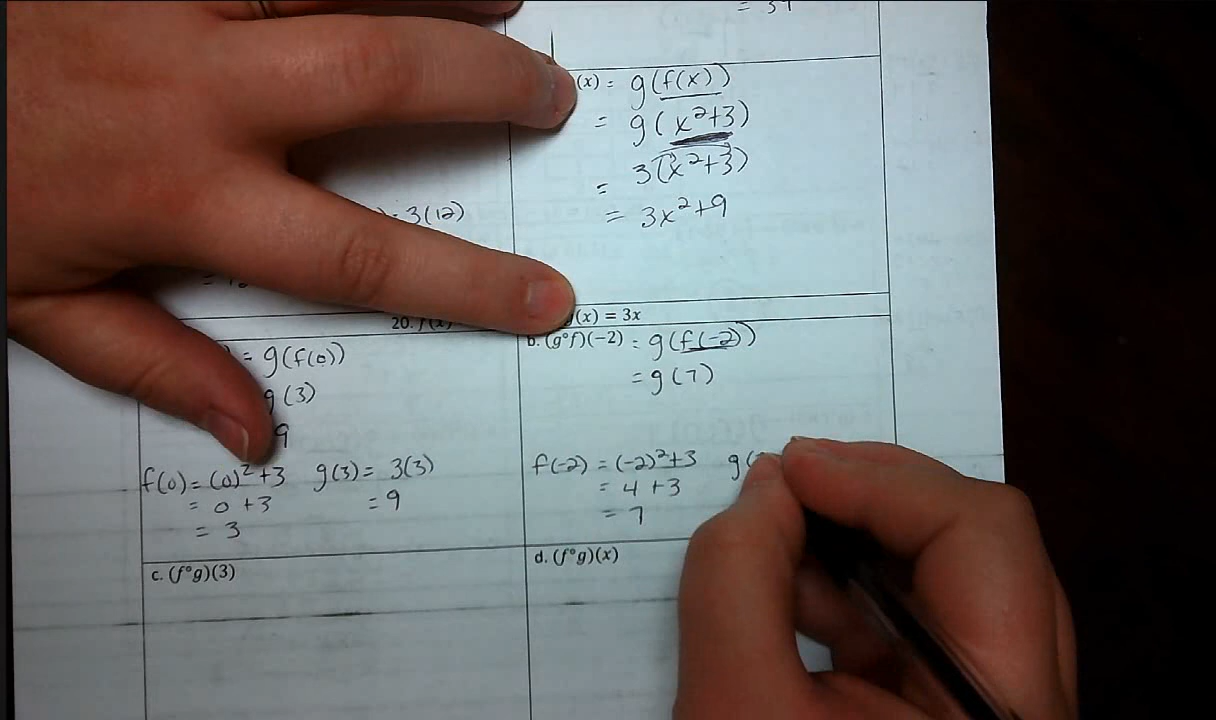 = 39
(x) = g(f(x))
= g(x²+3)
= 3(x²+3)
= 3x²+9
= 3(12)
20. f(x)
(x) = 3x
= g(f(0))
g(3)
9
f(0) = (0)²+3 g(3) = 3(3)
= 0 +3 = 9
= 3
b. (g°f)(−2) = g(f(-2))
= g(7)
f(-2) = (-2)²+3 g(
= 4 +3
= 7
c. (f°g)(3)
d. (f°g)(x)